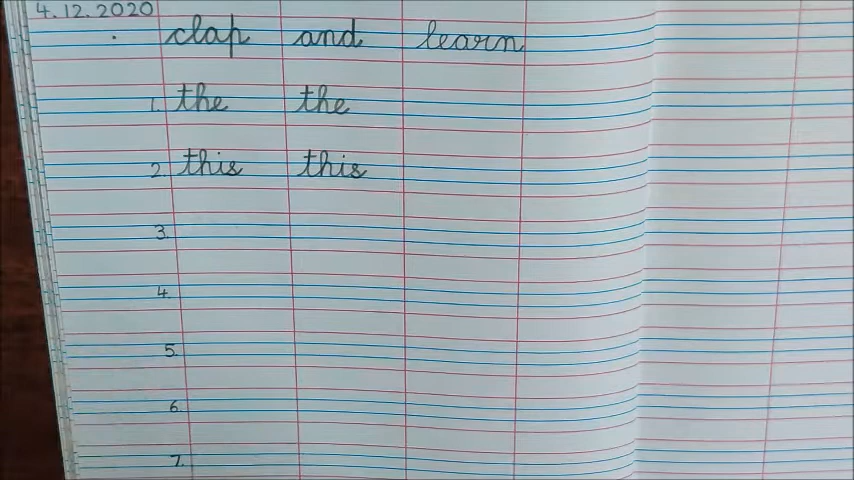 4.12.2020
clap and learn
1. the the
2. this this
3.
4.
5.
6.
7.